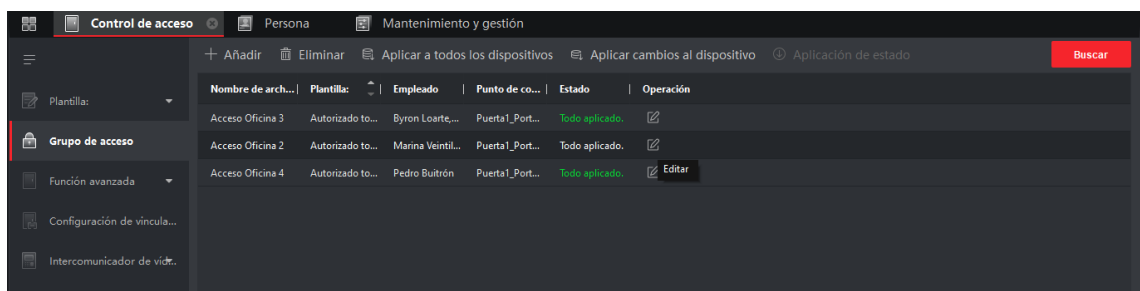 Control de acceso Persona Mantenimiento y gestión
Añadir Eliminar Aplicar a todos los dispositivos Aplicar cambios al dispositivo Aplicación de estado Buscar
Nombre de arch... Plantilla: Empleado Punto de co... Estado Operación
Plantilla:
Acceso Oficina 3 Autorizado to... Byron Loarte,... Puerta1_Port... Todo aplicado.
Grupo de acceso
Acceso Oficina 2 Autorizado to... Marina Veintil... Puerta1_Port... Todo aplicado.
Acceso Oficina 4 Autorizado to... Pedro Buitrón Puerta1_Port... Todo aplicado. Editar
Función avanzada
Configuración de vincula...
Intercomunicador de víd...